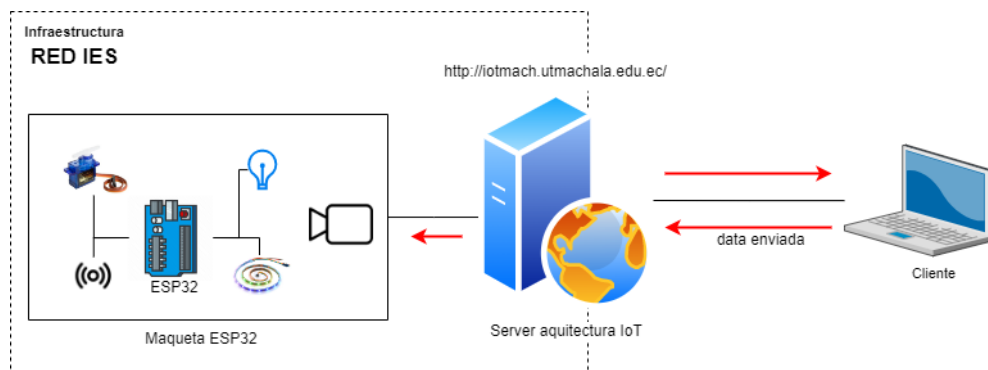 Infraestructura
RED IES
http://iotmach.utmachala.edu.ec/
ESP32
data enviada
Cliente
Server aquitectura IoT
Maqueta ESP32